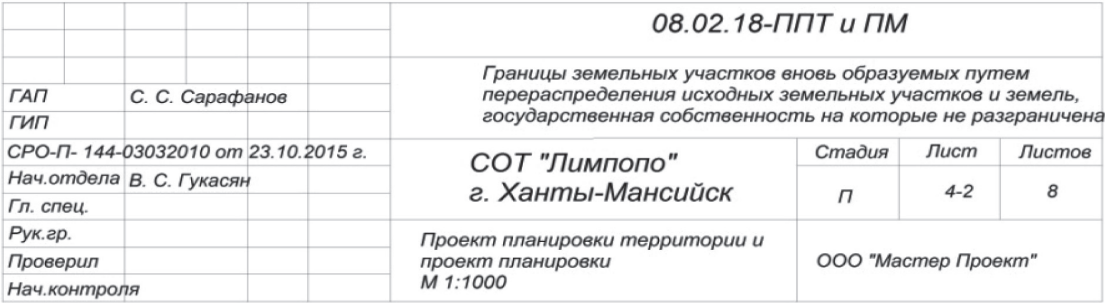 08.02.18-ППТ и ПМ
Границы земельных участков вновь образуемых путем
перераспределения исходных земельных участков и земель,
государственная собственность на которые не разграничена
ГАП С. С. Сарафанов
ГИП
СРО-П- 144-03032010 от 23.10.2015 г.
Нач.отдела В. С. Гукасян
Гл. спец.
Рук.гр.
Проверил
Нач.контроля
СОТ "Лимпопо"
г. Ханты-Мансийск
Стадия Лист Листов
П 4-2 8
Проект планировки территории и
проект планировки
М 1:1000
ООО "Мастер Проект"